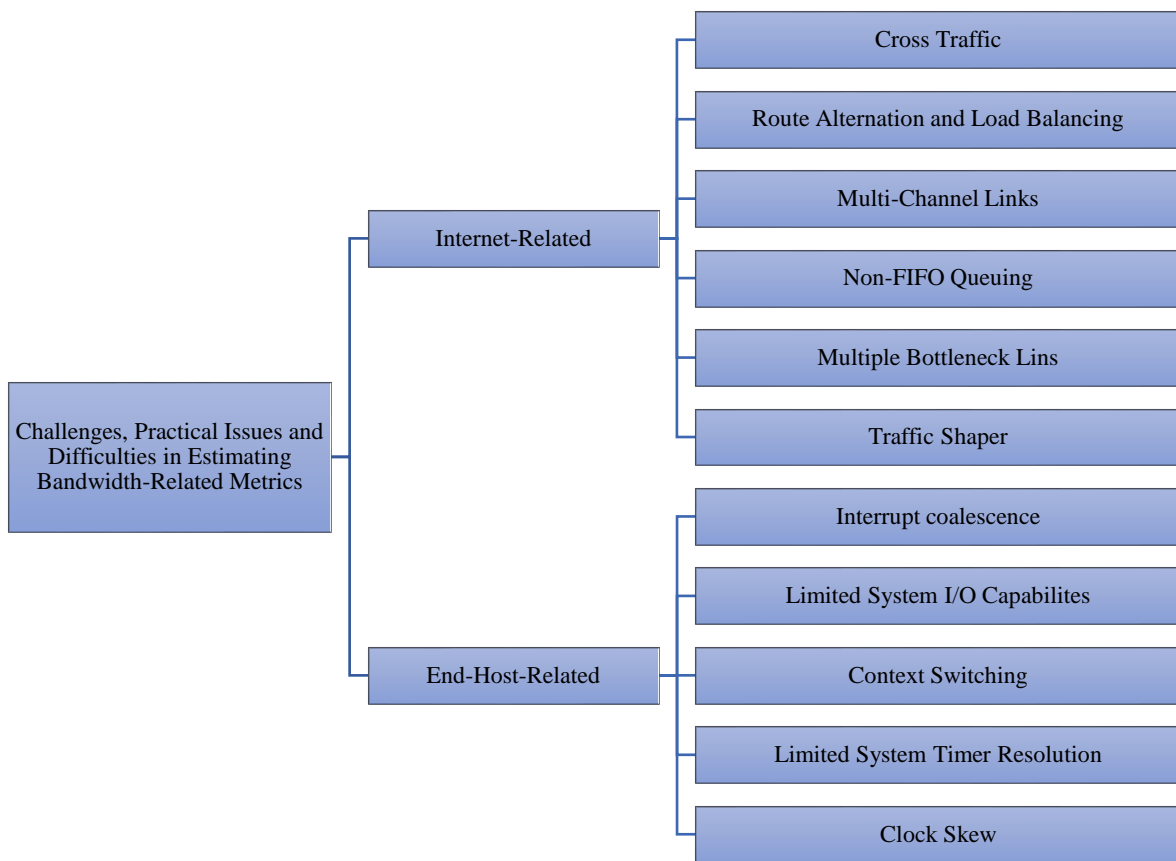 Challenges, Practical Issues and
Difficulties in Estimating
Bandwidth-Related Metrics
Internet-Related
Cross Traffic
Route Alternation and Load Balancing
Multi-Channel Links
Non-FIFO Queuing
Multiple Bottleneck Lins
Traffic Shaper
End-Host-Related
Interrupt coalescence
Limited System I/O Capabilites
Context Switching
Limited System Timer Resolution
Clock Skew